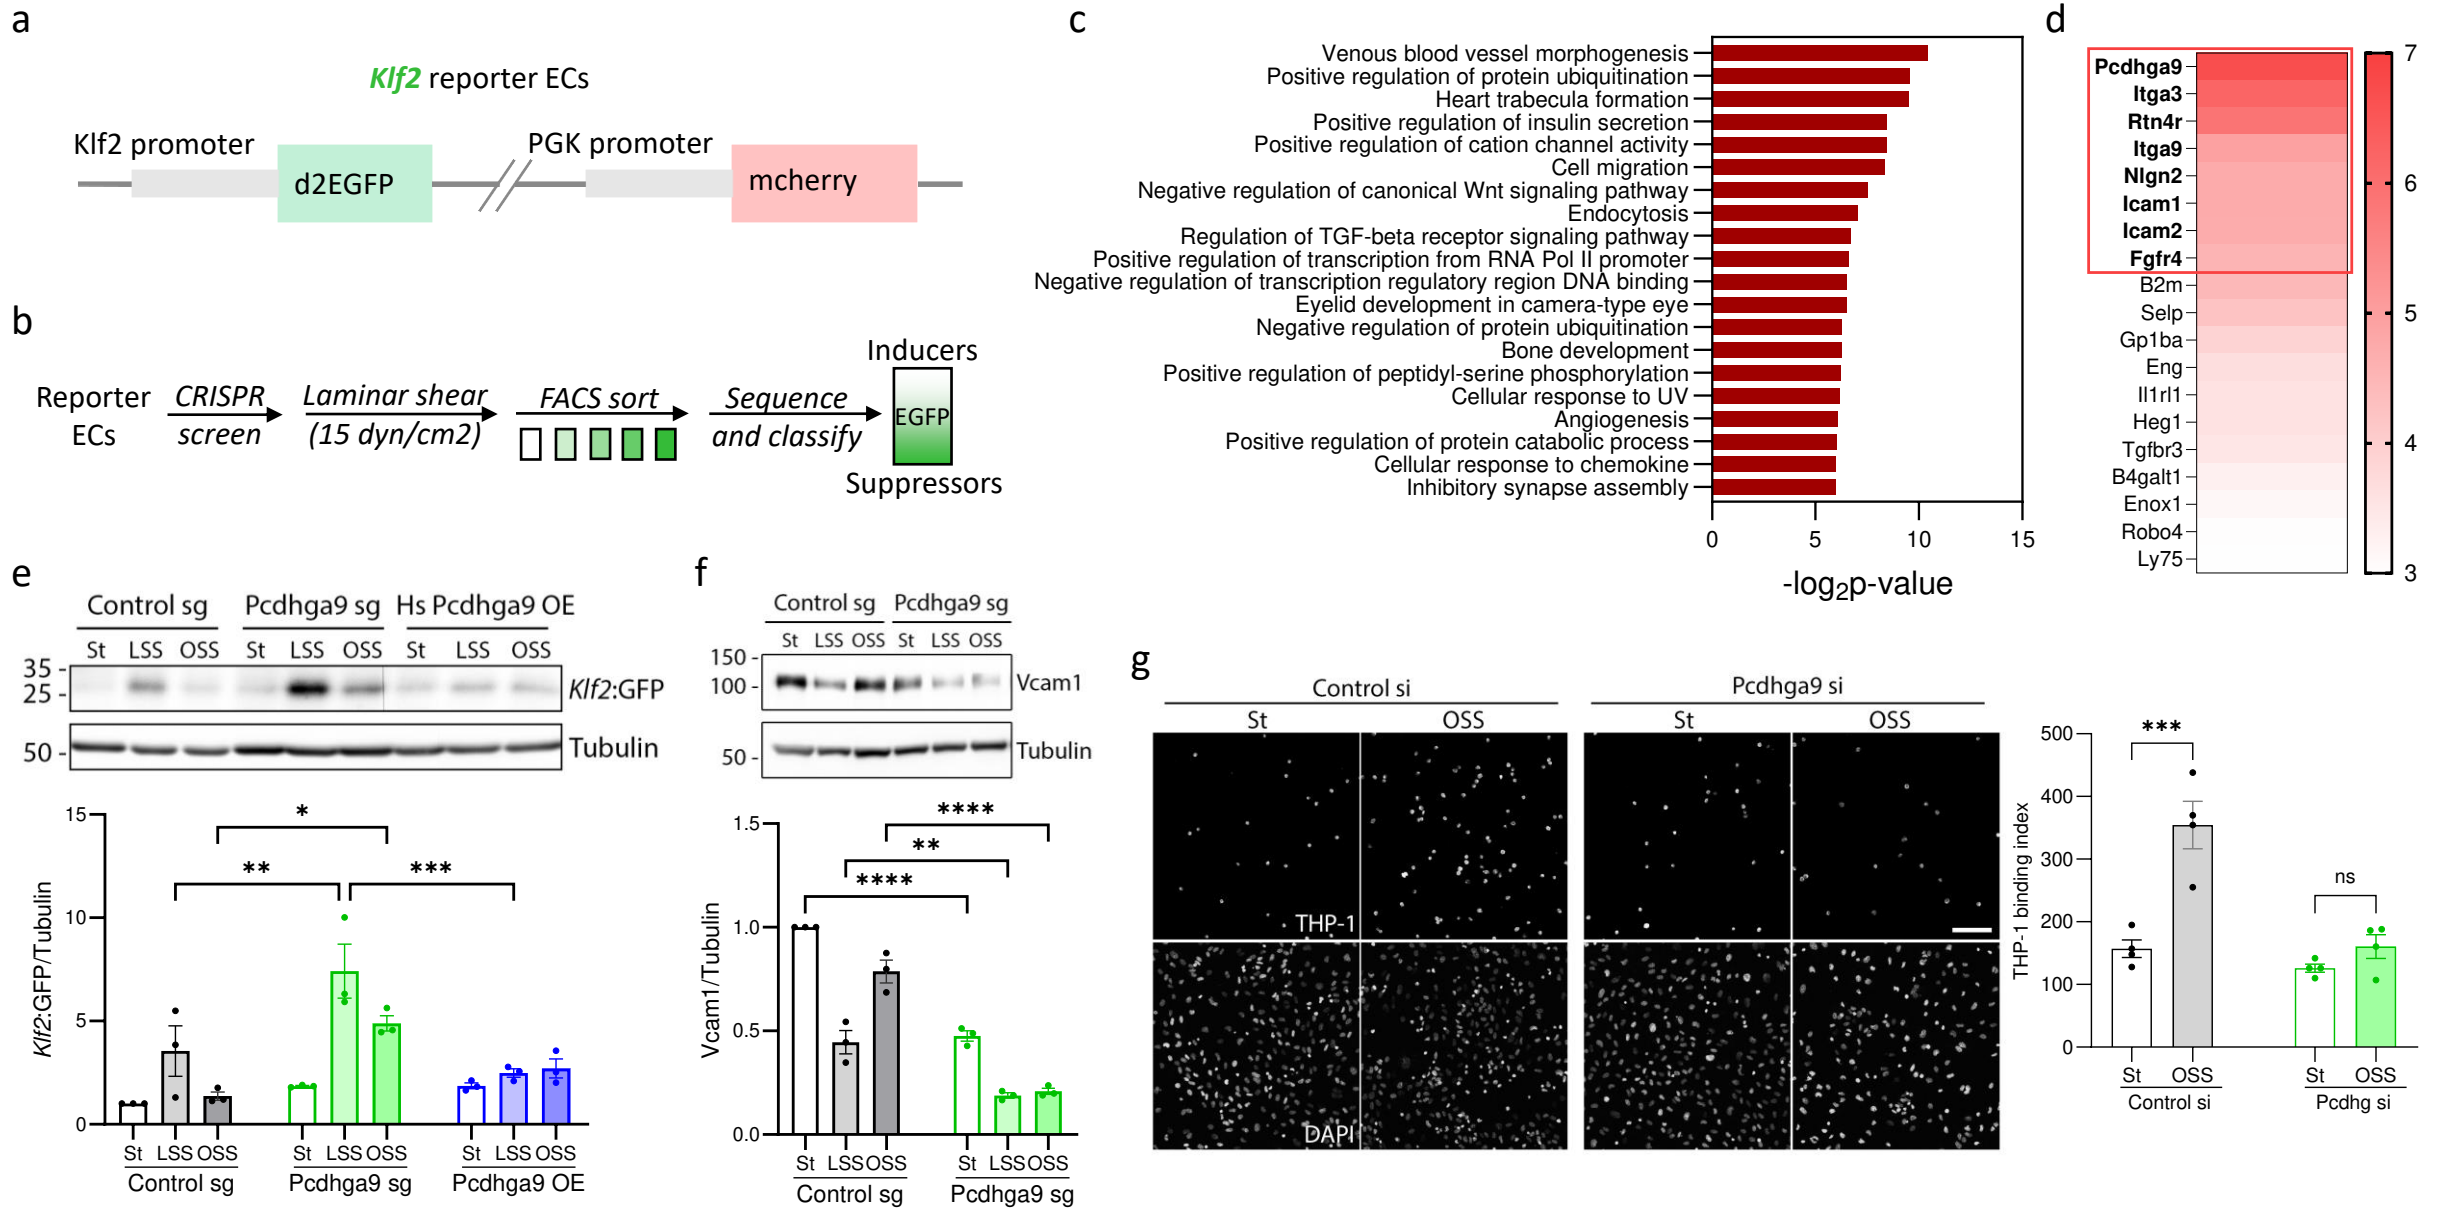 a
Klf2 reporter ECs
Klf2 promoter
PGK promoter
d2EGFP
mcherry
b
Reporter
ECs
CRISPR
screen
Laminar shear
(15 dyn/cm2)
FACS sort
Sequence
and classify
Inducers
EGFP
Suppressors
c
Venous blood vessel morphogenesis
Positive regulation of protein ubiquitination
Heart trabecula formation
Positive regulation of insulin secretion
Positive regulation of cation channel activity
Cell migration
Negative regulation of canonical Wnt signaling pathway
Endocytosis
Regulation of TGF-beta receptor signaling pathway
Positive regulation of transcription from RNA Pol II promoter
Negative regulation of transcription regulatory region DNA binding
Eyelid development in camera-type eye
Negative regulation of protein ubiquitination
Bone development
Positive regulation of peptidyl-serine phosphorylation
Cellular response to UV
Angiogenesis
Positive regulation of protein catabolic process
Cellular response to chemokine
Inhibitory synapse assembly
0 5 10 15
-log2p-value
d
Pcdhga9
Itga3
Rtn4r
Itga9
Nlgn2
Icam1
Icam2
Fgfr4
B2m
Selp
Gp1ba
Eng
Il1rl1
Heg1
Tgfbr3
B4galt1
Enox1
Robo4
Ly75
7
6
5
4
3
e
Control sg Pcdhga9 sg Hs Pcdhga9 OE
St LSS OSS St LSS OSS St LSS OSS
35
25
Klf2:GFP
50
Tubulin
15
10
5
0
Klf2:GFP/Tubulin
*
** ***
St LSS OSS St LSS OSS St LSS OSS
Control sg Pcdhga9 sg Pcdhga9 OE
f
Control sg Pcdhga9 sg
St LSS OSS St LSS OSS
150
100
Vcam1
50
Tubulin
1.5
1.0
0.5
0.0
Vcam1/Tubulin
****
**
****
St LSS OSS St LSS OSS
Control sg Pcdhga9 sg
g
Control si Pcdhga9 si
St OSS St OSS
THP-1
DAPI
500
400
300
200
100
0
THP-1 binding index
***
ns
St OSS St OSS
Control si Pcdhg si